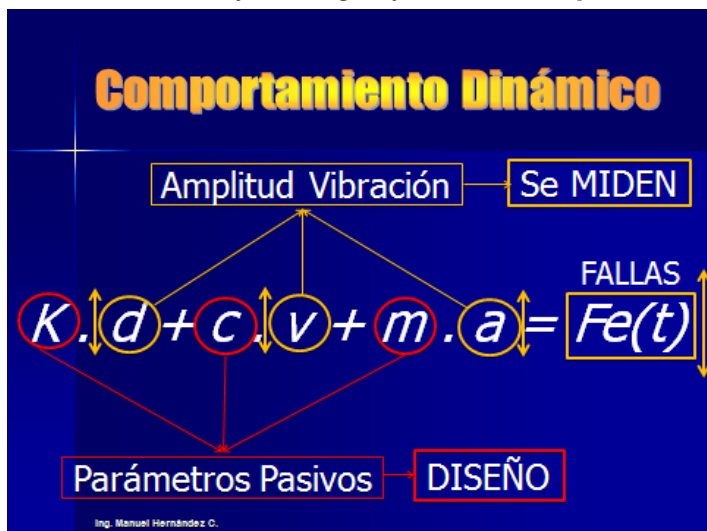 Comportamiento Dinámico
Amplitud Vibración
Se MIDEN
FALLAS
K.d+c.v+m.a=Fe(t)
Parámetros Pasivos
DISEÑO
Ing. Manuel Hernández C.